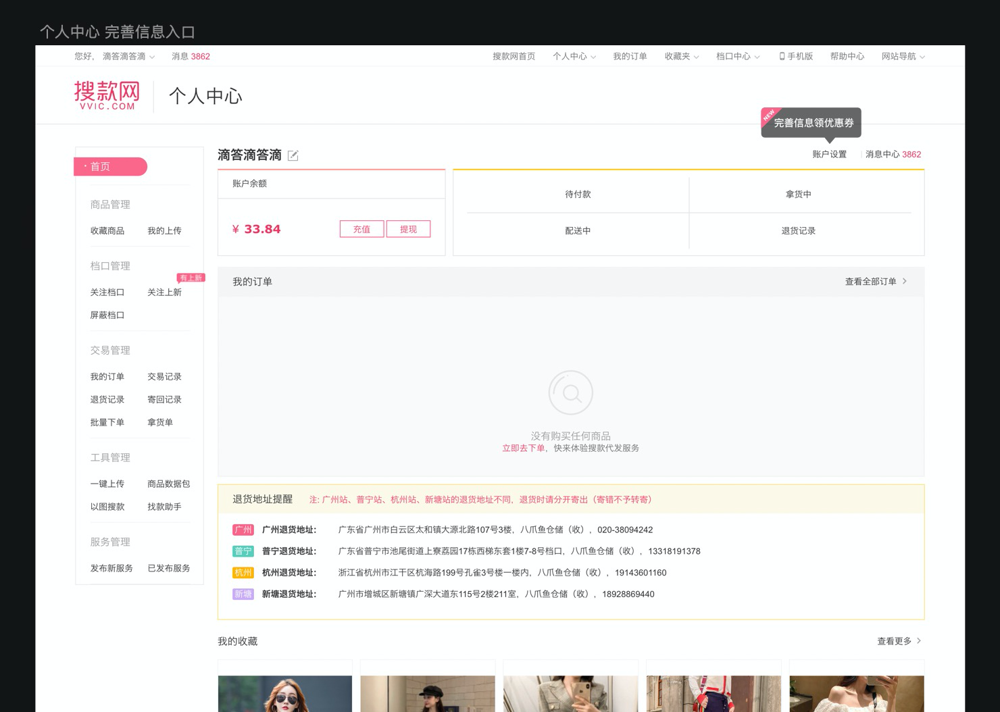 个人中心 完善信息入口
您好, 滴答滴答滴 消息 3862 搜款网首页 个人中心 我的订单 收藏夹 档口中心 手机版 帮助中心 网站导航
搜款网
VVIC.COM
个人中心
NEW
完善信息领优惠券
滴答滴答滴
账户设置 消息中心 3862
· 首页
商品管理
收藏商品 我的上传
档口管理
有上新
关注档口 关注上新
屏蔽档口
交易管理
我的订单 交易记录
退货记录 寄回记录
批量下单 拿货单
工具管理
一键上传 商品数据包
以图搜款 找款助手
服务管理
发布新服务 已发布服务
账户余额
¥ 33.84 充值 提现
待付款 拿货中
配送中 退货记录
我的订单 查看全部订单
没有购买任何商品
立即去下单，快来体验搜款代发服务
退货地址提醒 注: 广州站、普宁站、杭州站、新塘站的退货地址不同，退货时请分开寄出（寄错不予转寄）
广州 广州退货地址： 广东省广州市白云区太和镇大源北路107号3楼，八爪鱼仓储（收），020-38094242
普宁 普宁退货地址： 广东省普宁市池尾街道上寮荔园17栋西梯东套1楼7-8号档口，八爪鱼仓储（收），13318191378
杭州 杭州退货地址： 浙江省杭州市江干区杭海路199号孔雀3号楼一楼内，八爪鱼仓储（收），19143601160
新塘 新塘退货地址： 广州市增城区新塘镇广深大道东115号2楼211室，八爪鱼仓储（收），18928869440
我的收藏 查看更多